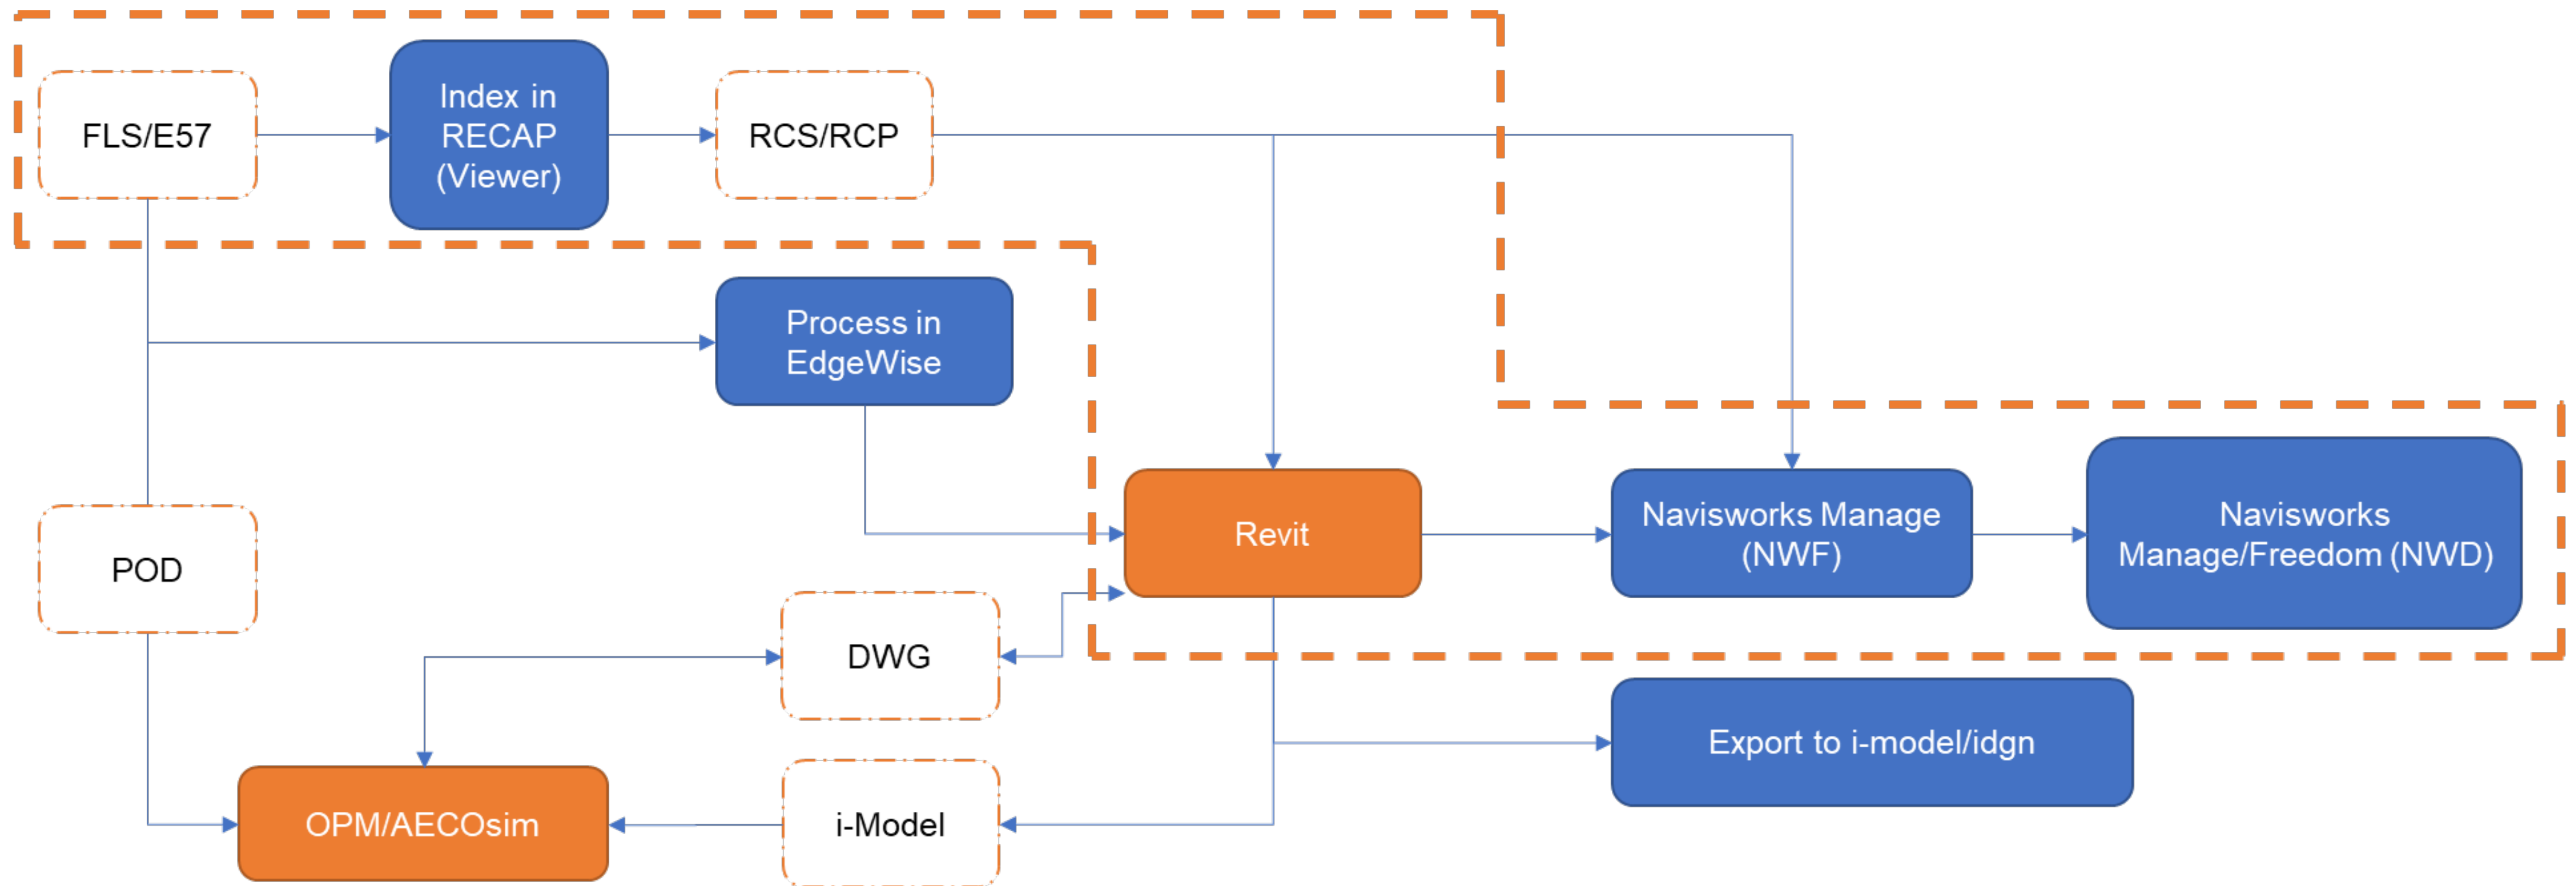 FLS/E57
Index in
RECAP
(Viewer)
RCS/RCP
Process in
EdgeWise
Revit
Navisworks Manage
(NWF)
Navisworks
Manage/Freedom (NWD)
POD
DWG
Export to i-model/idgn
OPM/AECOsim
i-Model